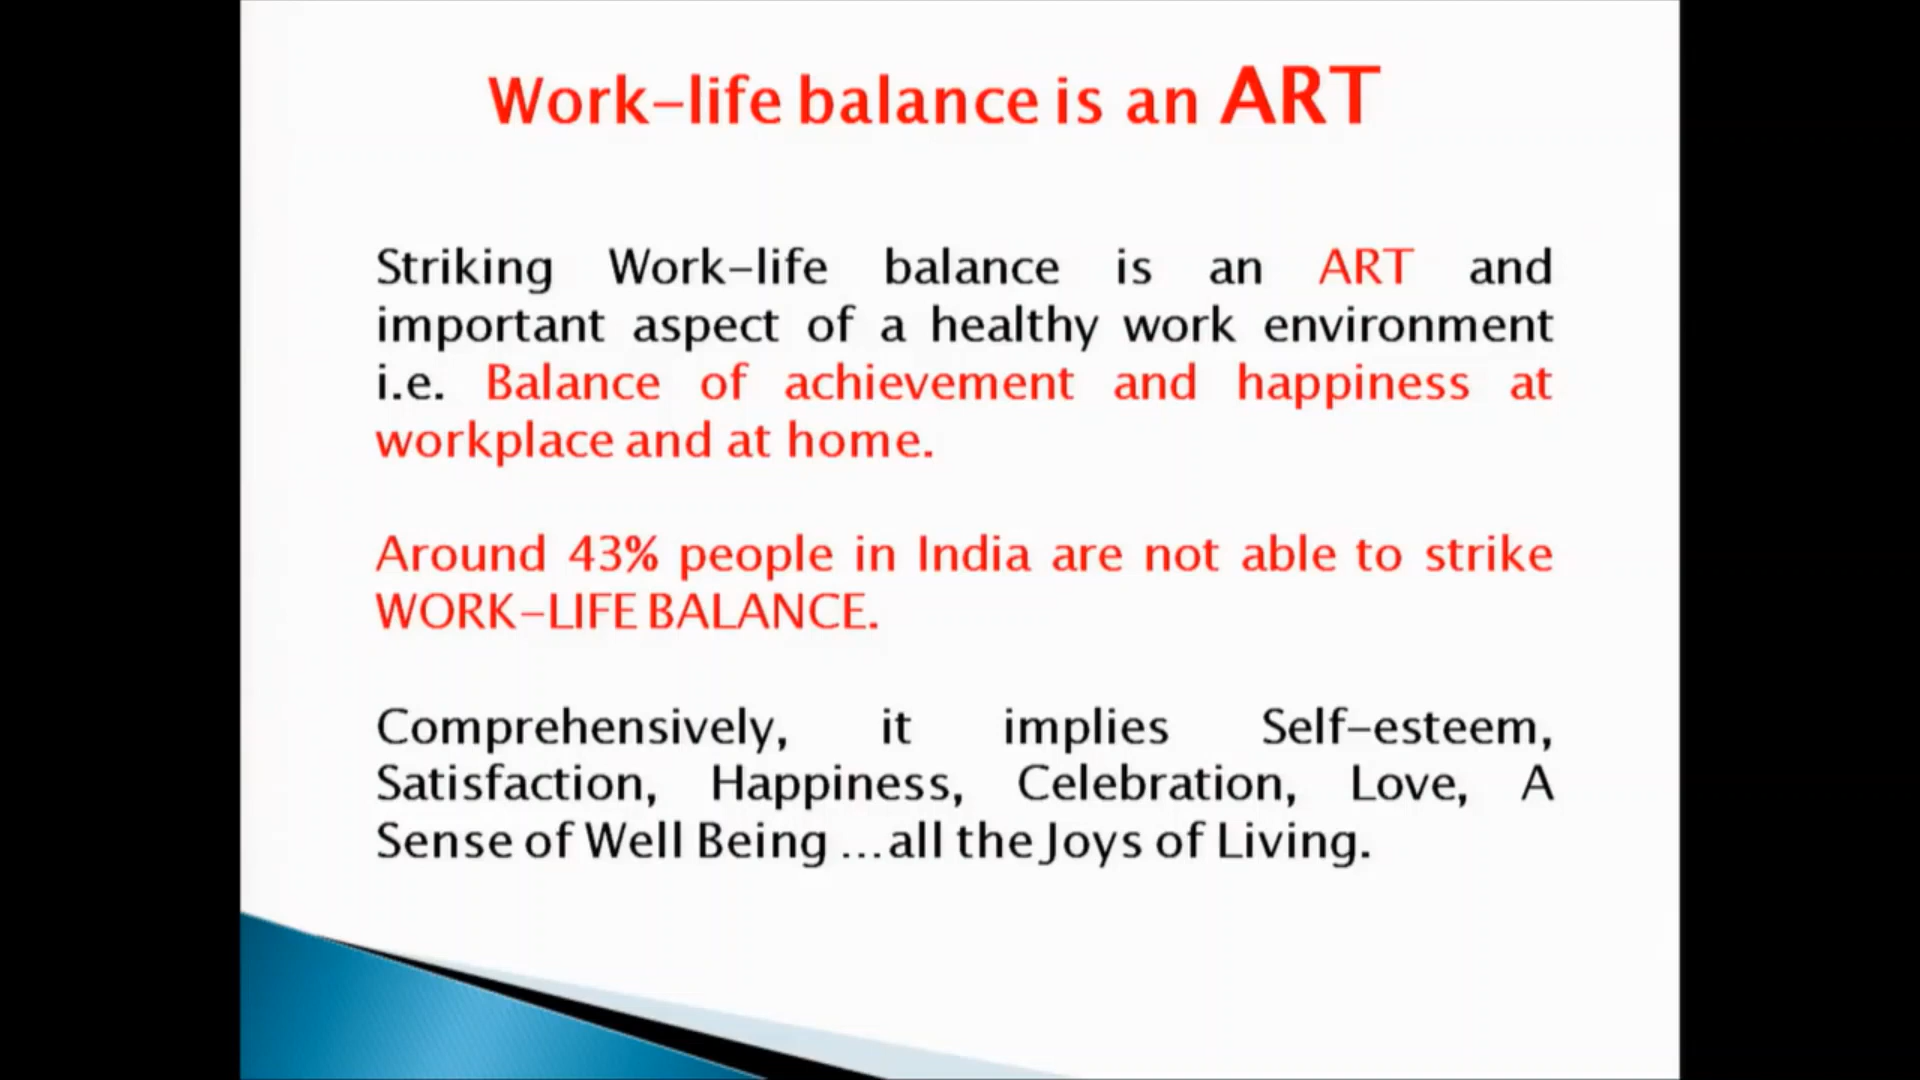 Work-life balance is an ART
Striking Work-life balance is an ART and
important aspect of a healthy work environment
i.e. Balance of achievement and happiness at
workplace and at home.
Around 43% people in India are not able to strike
WORK-LIFE BALANCE.
Comprehensively, it implies Self-esteem,
Satisfaction, Happiness, Celebration, Love, A
Sense of Well Being ...all the Joys of Living.